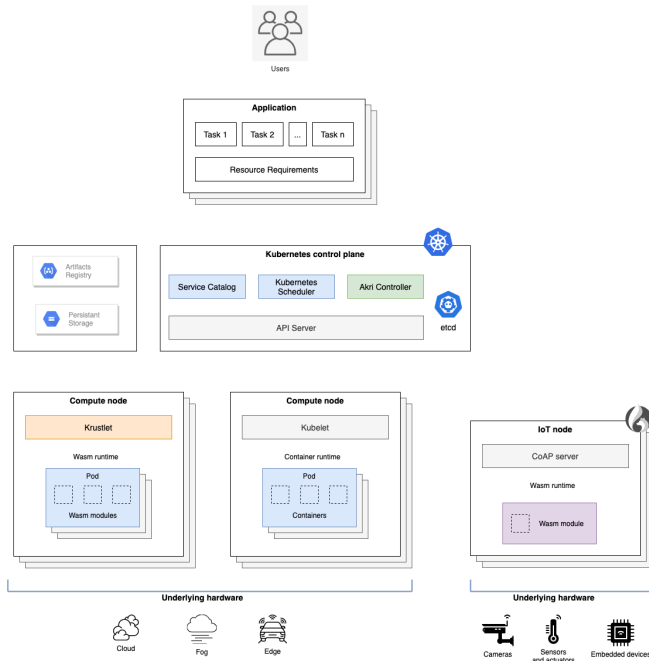 Users
Application
Task 1
Task 2
...
Task n
Resource Requirements
Artifacts
Registry
Persistant
Storage
Kubernetes control plane
Service Catalog
Kubernetes
Scheduler
Akri Controller
API Server
etcd
Compute node
Krustlet
Wasm runtime
Pod
Wasm modules
Compute node
Kubelet
Container runtime
Pod
Containers
IoT node
CoAP server
Wasm runtime
Wasm module
Underlying hardware
Cloud
Fog
Edge
Underlying hardware
Cameras
Sensors
and actuators
Embedded devices